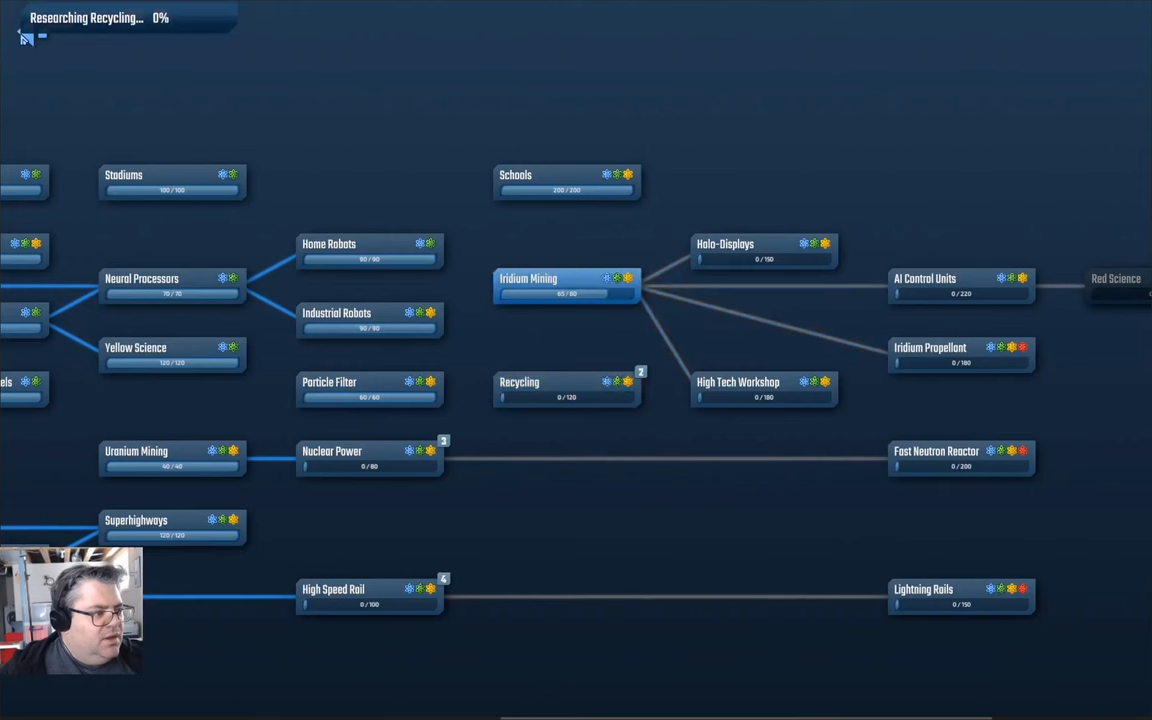 Researching Recycling... 0%
Stadiums
100 / 100
Schools
200 / 200
Home Robots
90 / 90
Halo-Displays
0 / 150
Neural Processors
70 / 70
Iridium Mining
65 / 80
AI Control Units
0 / 220
Red Science
Industrial Robots
90 / 90
Yellow Science
120 / 120
Iridium Propellant
0 / 180
els
Particle Filter
60 / 60
2
Recycling
0 / 120
High Tech Workshop
0 / 180
Uranium Mining
40 / 40
3
Nuclear Power
0 / 80
Fast Neutron Reactor
0 / 200
Superhighways
120 / 120
4
High Speed Rail
0 / 100
Lightning Rails
0 / 150